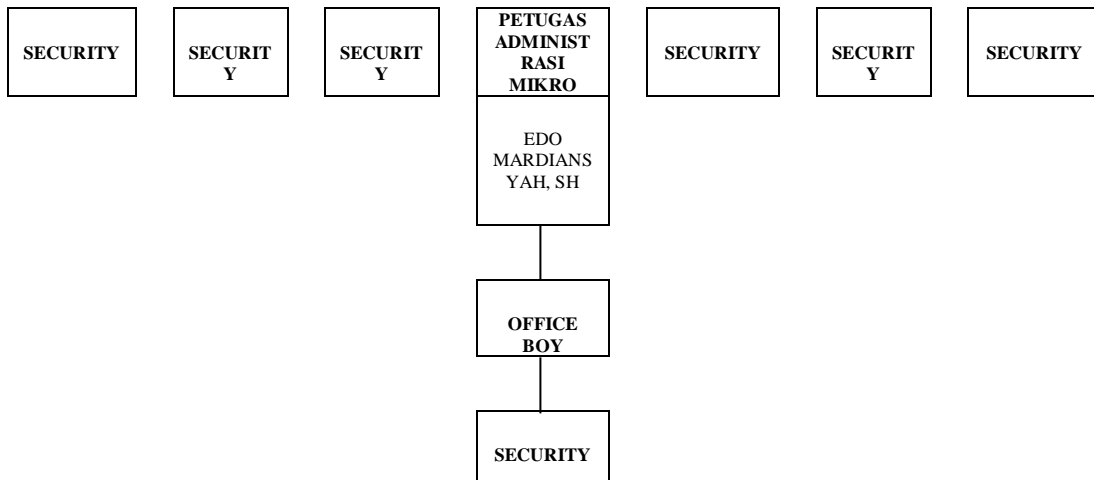 PETUGAS
ADMINIST
RASI
MIKRO
SECURITY
SECURIT
Y
SECURIT
Y
SECURITY
SECURIT
Y
SECURITY
EDO
MARDIANS
YAH, SH
OFFICE
BOY
SECURITY